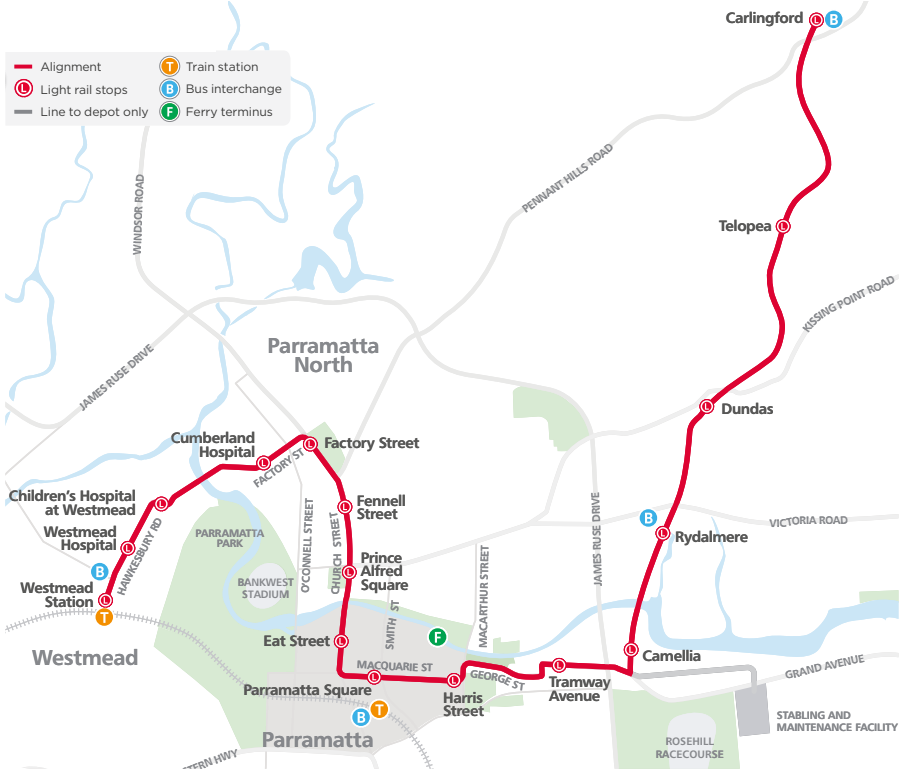 Carlingford
B
Alignment
Light rail stops
Line to depot only
T Train station
B Bus interchange
F Ferry terminus
WINDSOR ROAD
PENNANT HILLS ROAD
Telopea
KISSING POINT ROAD
Parramatta
North
JAMES RUSE DRIVE
Dundas
Cumberland
Hospital
FACTORY ST
Factory Street
Children's Hospital
at Westmead
Westmead
Hospital
HAWKESBURY RD
B
Westmead
Station
T
Westmead
PARRAMATTA
PARK
BANKWEST
STADIUM
O'CONNELL STREET
CHURCH STREET
Fennell
Street
Prince
Alfred
Square
SMITH ST
MACARTHUR STREET
JAMES RUSE DRIVE
B
Rydalmere
VICTORIA ROAD
Eat Street
F
MACQUARIE ST
Parramatta Square
B
T
Parramatta
Harris
Street
GEORGE ST
Tramway
Avenue
Camellia
GRAND AVENUE
STABLING AND
MAINTENANCE FACILITY
ROSEHILL
RACECOURSE
TERN HWY